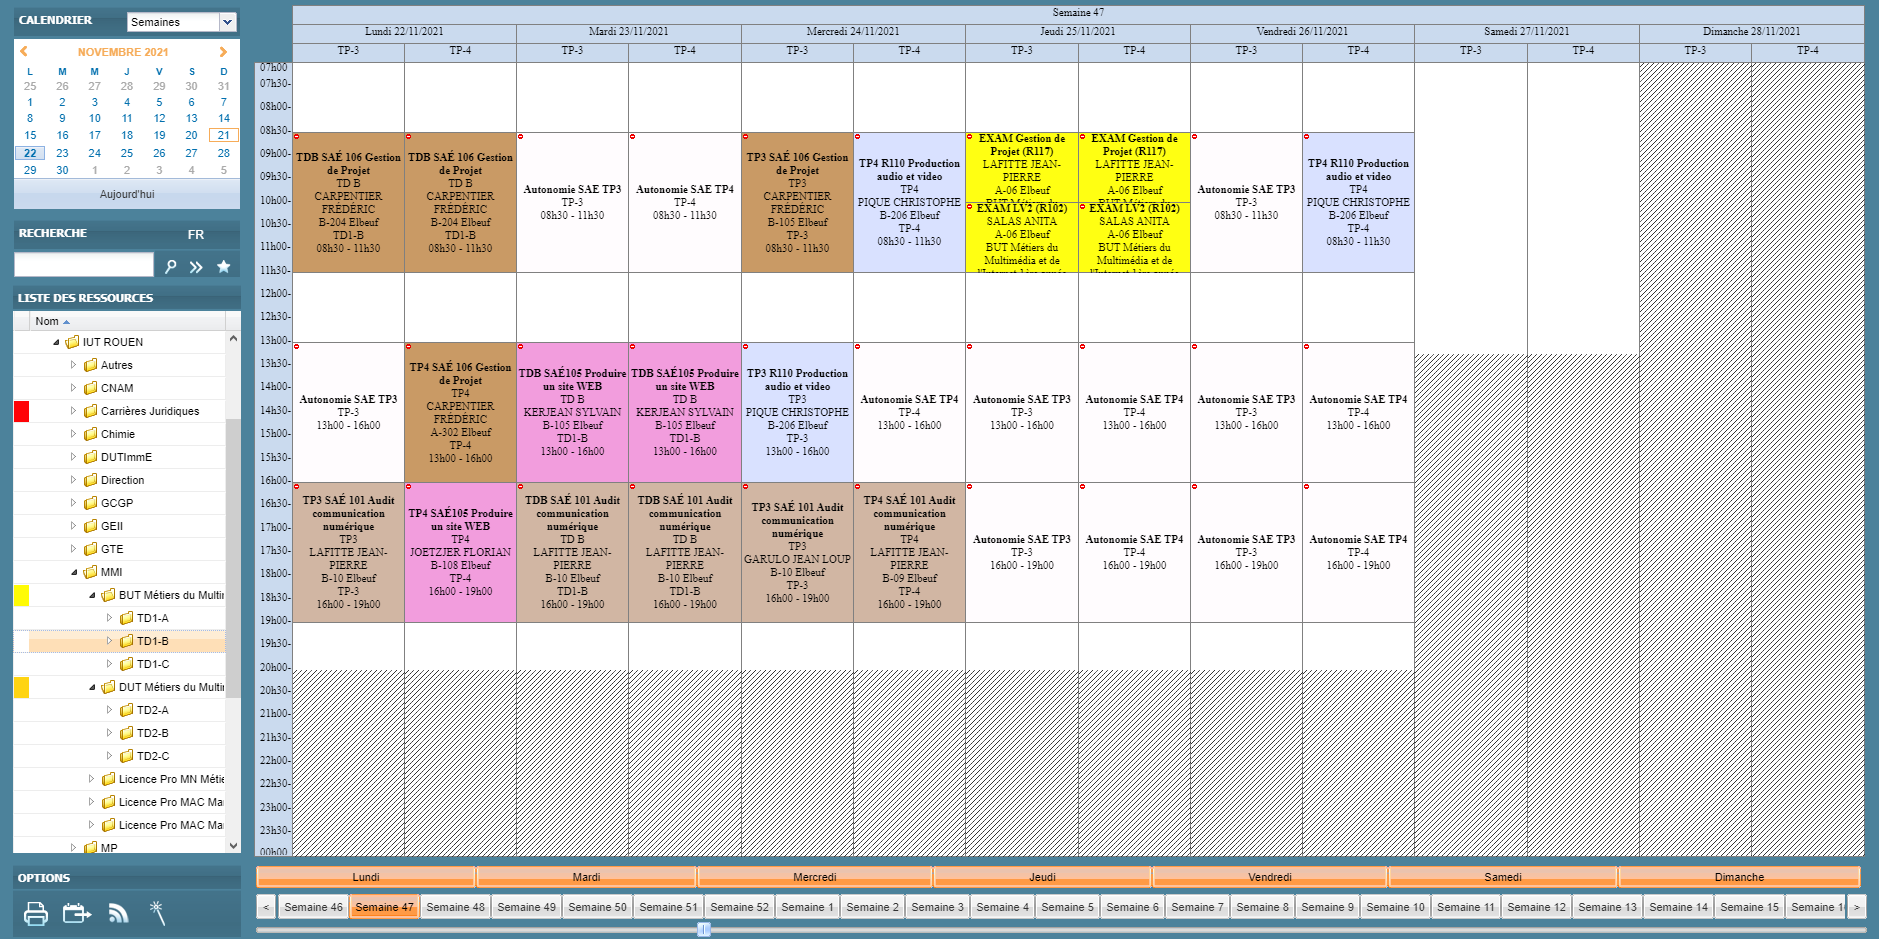 CALENDRIER
Semaines
NOVEMBRE 2021
L M M J V S D
25 26 27 28 29 30 31
1 2 3 4 5 6 7
8 9 10 11 12 13 14
15 16 17 18 19 20 21
22 23 24 25 26 27 28
29 30 1 2 3 4 5
Aujourd'hui
RECHERCHE FR
LISTE DES RESSOURCES
Nom
IUT ROUEN
Autres
CNAM
Carrières Juridiques
Chimie
DUTImmE
Direction
GCGP
GEII
GTE
MMI
BUT Métiers du Multi
TD1-A
TD1-B
TD1-C
DUT Métiers du Multi
TD2-A
TD2-B
TD2-C
Licence Pro MN Métie
Licence Pro MAC Ma
Licence Pro MAC Ma
MP
OPTIONS
Semaine 47
Lundi 22/11/2021 Mardi 23/11/2021 Mercredi 24/11/2021 Jeudi 25/11/2021 Vendredi 26/11/2021 Samedi 27/11/2021 Dimanche 28/11/2021
TP-3 TP-4 TP-3 TP-4 TP-3 TP-4 TP-3 TP-4 TP-3 TP-4 TP-3 TP-4 TP-3 TP-4
07h00
07h30-
08h00-
08h30-
09h00-
09h30-
10h00-
10h30-
11h00-
11h30-
12h00-
12h30-
13h00-
13h30-
14h00-
14h30-
15h00-
15h30-
16h00-
16h30-
17h00-
17h30-
18h00-
18h30-
19h00-
19h30-
20h00-
20h30-
21h00-
21h30-
22h00-
22h30-
23h00-
23h30-
00h00
TDB SAÉ 106 Gestion
de Projet
TD B
CARPENTIER
FRÉDÉRIC
B-204 Elbeuf
TD1-B
08h30 - 11h30
TDB SAÉ 106 Gestion
de Projet
TD B
CARPENTIER
FRÉDÉRIC
B-204 Elbeuf
TD1-B
08h30 - 11h30
Autonomie SAE TP3
TP-3
08h30 - 11h30
Autonomie SAE TP4
TP-4
08h30 - 11h30
TP3 SAÉ 106 Gestion
de Projet
TP3
CARPENTIER
FRÉDÉRIC
B-105 Elbeuf
TP-3
08h30 - 11h30
TP4 R110 Production
audio et video
TP4
PIQUE CHRISTOPHE
B-206 Elbeuf
TP-4
08h30 - 11h30
EXAM Gestion de
Projet (R117)
LAFITTE JEAN-
PIERRE
A-06 Elbeuf
EXAM Gestion de
Projet (R117)
LAFITTE JEAN-
PIERRE
A-06 Elbeuf
EXAM LV2 (R102)
SALAS ANITA
A-06 Elbeuf
BUT Métiers du
Multimédia et de
EXAM LV2 (R102)
SALAS ANITA
A-06 Elbeuf
BUT Métiers du
Multimédia et de
Autonomie SAE TP3
TP-3
08h30 - 11h30
TP4 R110 Production
audio et video
TP4
PIQUE CHRISTOPHE
B-206 Elbeuf
TP-4
08h30 - 11h30
Autonomie SAE TP3
TP-3
13h00 - 16h00
TP4 SAÉ 106 Gestion
de Projet
TP4
CARPENTIER
FRÉDÉRIC
A-302 Elbeuf
TP-4
13h00 - 16h00
TDB SAÉ105 Produire
un site WEB
TD B
KERJEAN SYLVAIN
B-105 Elbeuf
TD1-B
13h00 - 16h00
TDB SAÉ105 Produire
un site WEB
TD B
KERJEAN SYLVAIN
B-105 Elbeuf
TD1-B
13h00 - 16h00
TP3 R110 Production
audio et video
TP3
PIQUE CHRISTOPHE
B-206 Elbeuf
TP-3
13h00 - 16h00
Autonomie SAE TP4
TP-4
13h00 - 16h00
Autonomie SAE TP3
TP-3
13h00 - 16h00
Autonomie SAE TP4
TP-4
13h00 - 16h00
Autonomie SAE TP3
TP-3
13h00 - 16h00
Autonomie SAE TP4
TP-4
13h00 - 16h00
TP3 SAÉ 101 Audit
communication
numérique
TP3
LAFITTE JEAN-
PIERRE
B-10 Elbeuf
TP-3
16h00 - 19h00
TP4 SAÉ105 Produire
un site WEB
TP4
JOETZJER FLORIAN
B-108 Elbeuf
TP-4
16h00 - 19h00
TDB SAÉ 101 Audit
communication
numérique
TD B
LAFITTE JEAN-
PIERRE
B-10 Elbeuf
TD1-B
16h00 - 19h00
TDB SAÉ 101 Audit
communication
numérique
TD B
LAFITTE JEAN-
PIERRE
B-10 Elbeuf
TD1-B
16h00 - 19h00
TP3 SAÉ 101 Audit
communication
numérique
TP3
GARULO JEAN LOUP
B-10 Elbeuf
TP-3
16h00 - 19h00
TP4 SAÉ 101 Audit
communication
numérique
TP4
LAFITTE JEAN-
PIERRE
B-09 Elbeuf
TP-4
16h00 - 19h00
Autonomie SAE TP3
TP-3
16h00 - 19h00
Autonomie SAE TP4
TP-4
16h00 - 19h00
Autonomie SAE TP3
TP-3
16h00 - 19h00
Autonomie SAE TP4
TP-4
16h00 - 19h00
Lundi Mardi Mercredi Jeudi Vendredi Samedi Dimanche
< Semaine 46 Semaine 47 Semaine 48 Semaine 49 Semaine 50 Semaine 51 Semaine 52 Semaine 1 Semaine 2 Semaine 3 Semaine 4 Semaine 5 Semaine 6 Semaine 7 Semaine 8 Semaine 9 Semaine 10 Semaine 11 Semaine 12 Semaine 13 Semaine 14 Semaine 15 Semaine 1 >